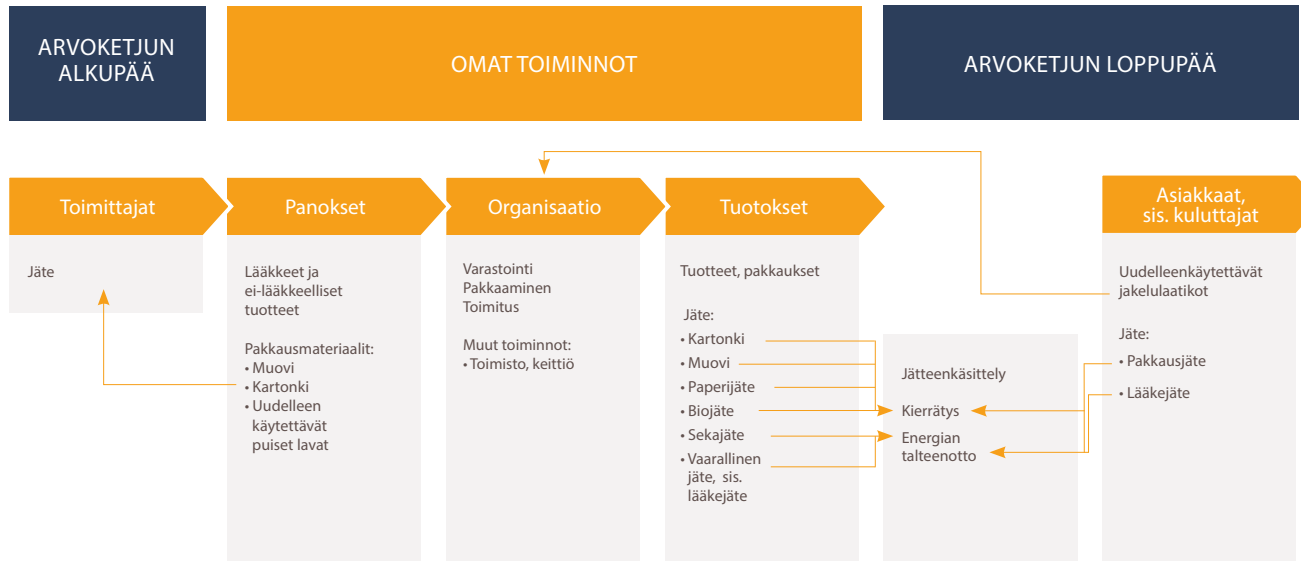 ARVOKETJUN
ALKUPÄÄ
OMAT TOIMINNOT
ARVOKETJUN LOPPUPÄÄ
Toimittajat
Jäte
Panokset
Lääkkeet ja
ei-lääkkeelliset
tuotteet
Pakkausmateriaalit:
• Muovi
• Kartonki
• Uudelleen
käytettävät
puiset lavat
Organisaatio
Varastointi
Pakkaaminen
Toimitus
Muut toiminnot:
• Toimisto, keittiö
Tuotokset
Tuotteet, pakkaukset
Jäte:
• Kartonki
• Muovi
• Paperijäte
• Biojäte
• Sekajäte
• Vaarallinen
jäte, sis.
lääkejäte
Jätteenkäsittely
Kierrätys
Energian
talteenotto
Asiakkaat,
sis. kuluttajat
Uudelleenkäytettävät
jakelulaatikot
Jäte:
• Pakkausjäte
• Lääkejäte